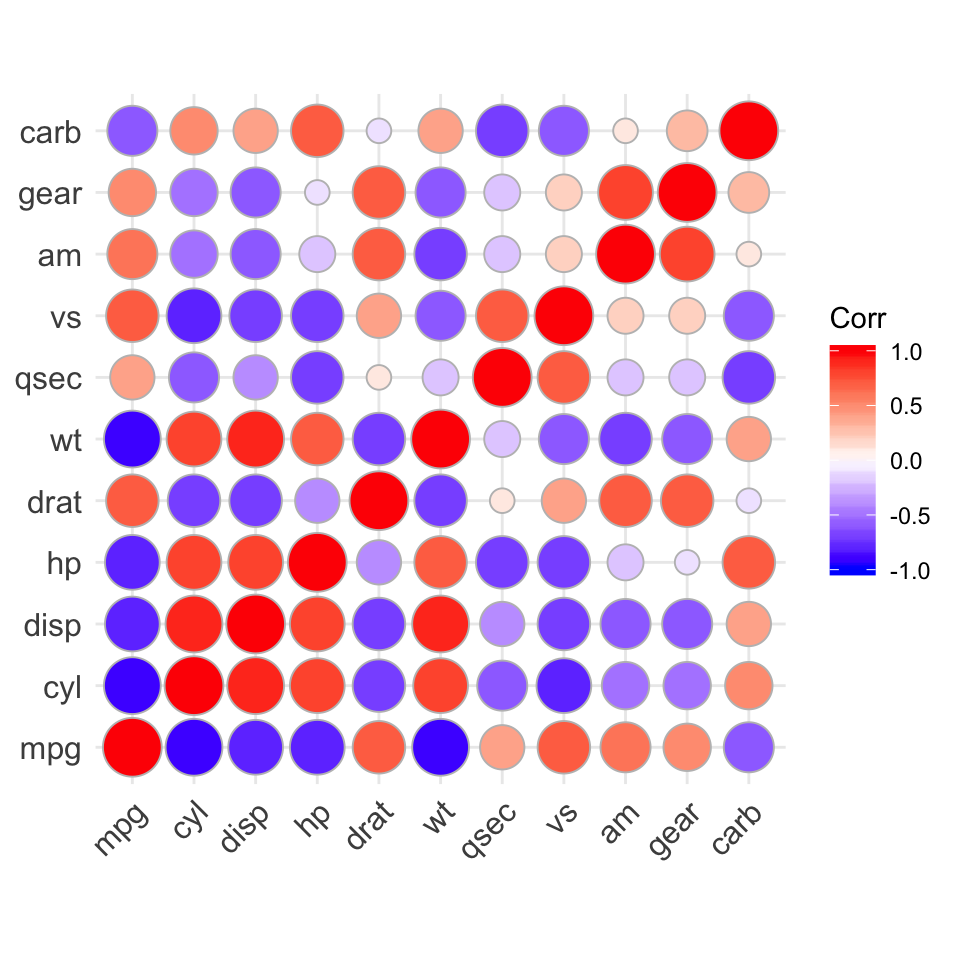 carb
gear
am
vs
qsec
wt
drat
hp
disp
cyl
mpg
mpg cyl disp hp drat wt qsec vs am gear carb
Corr
1.0
0.5
0.0
-0.5
-1.0